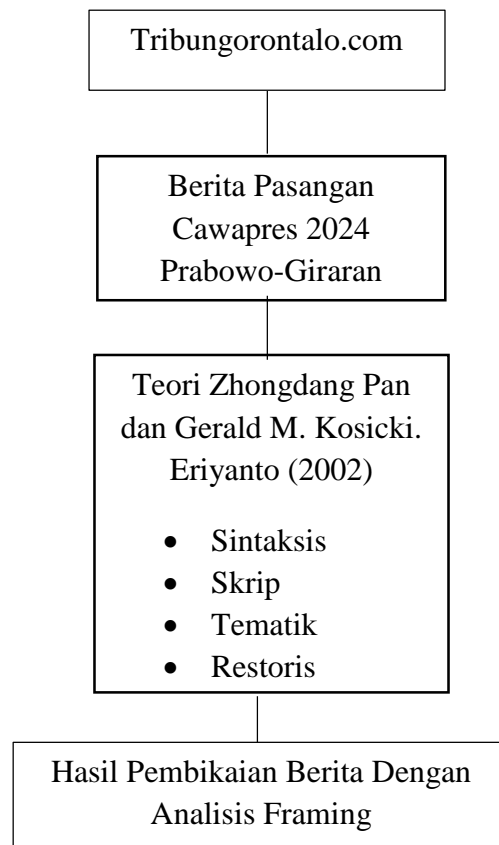 Tribungorontalo.com
Berita Pasangan
Cawapres 2024
Prabowo-Giraran
Teori Zhongdang Pan
dan Gerald M. Kosicki.
Eriyanto (2002)
• Sintaksis
• Skrip
• Tematik
• Restoris
Hasil Pembikaian Berita Dengan
Analisis Framing